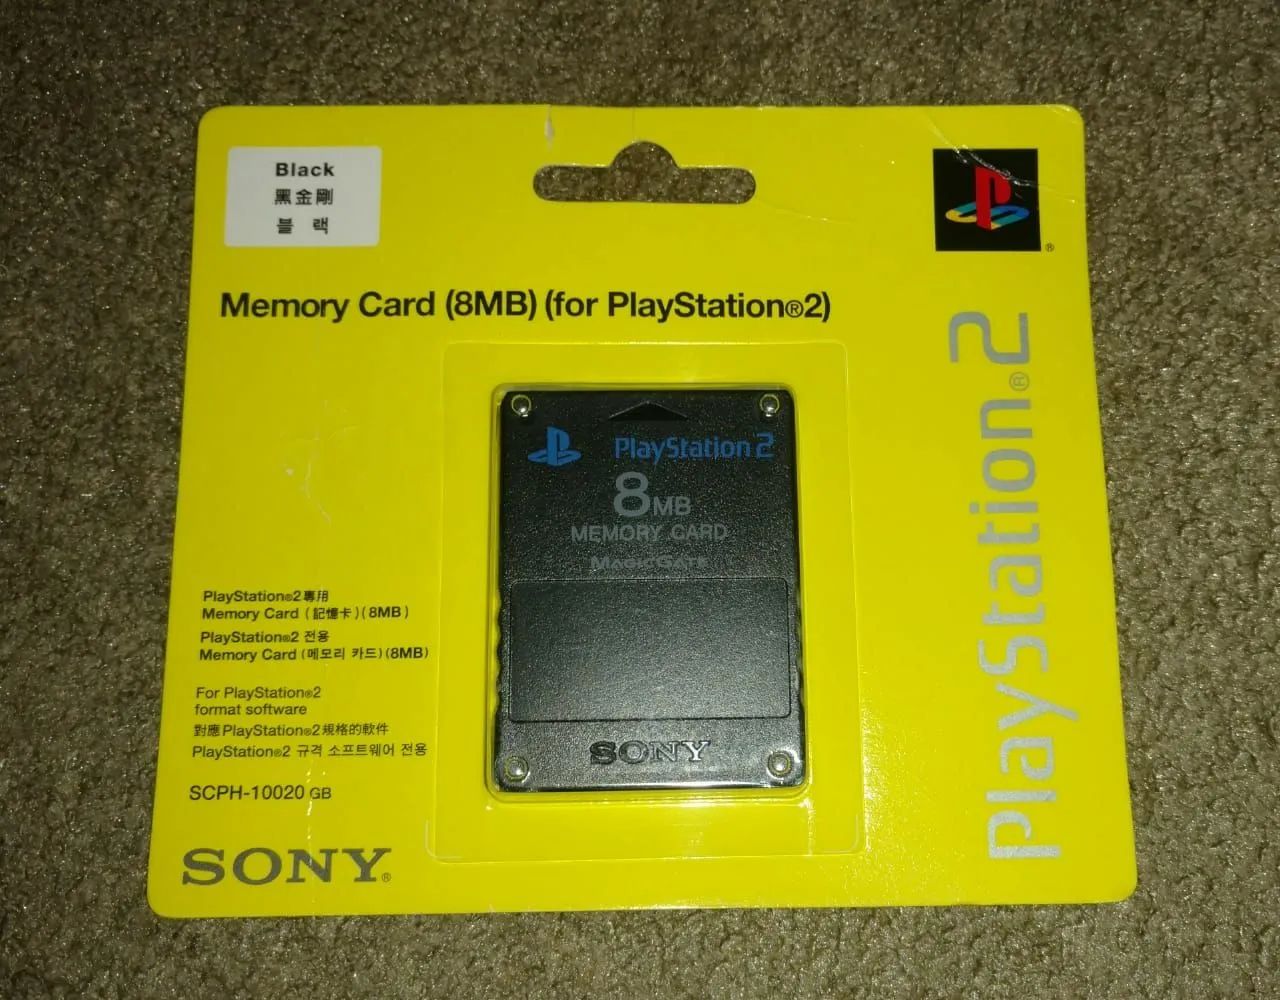 Black
黑金剛
블랙
Memory Card (8MB) (for PlayStation®2)
PlayStation®2
PlayStation 2
8MB
MEMORY CARD
MAGICGATE
SONY
PlayStation®2專用
Memory Card (記憶卡)(8MB)
PlayStation®2 전용
Memory Card (메모리 카드)(8MB)
For PlayStation®2
format software
對應PlayStation®2規格的軟件
PlayStation®2 규격 소프트웨어 전용
SCPH-10020 GB
SONY®